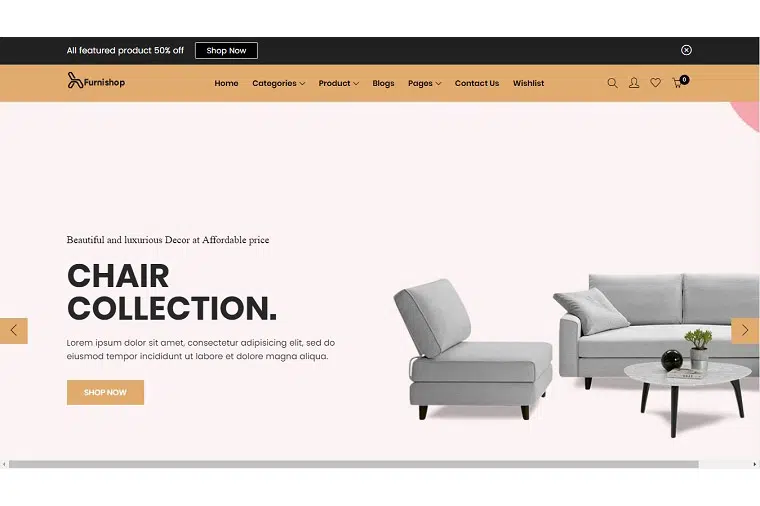 All featured product 50% off Shop Now
Furnishop Home Categories Product Blogs Pages Contact Us Wishlist 0
Beautiful and luxurious Decor at Affordable price
CHAIR
COLLECTION.
Lorem ipsum dolor sit amet, consectetur adipisicing elit, sed do
eiusmod tempor incididunt ut labore et dolore magna aliqua.
SHOP NOW